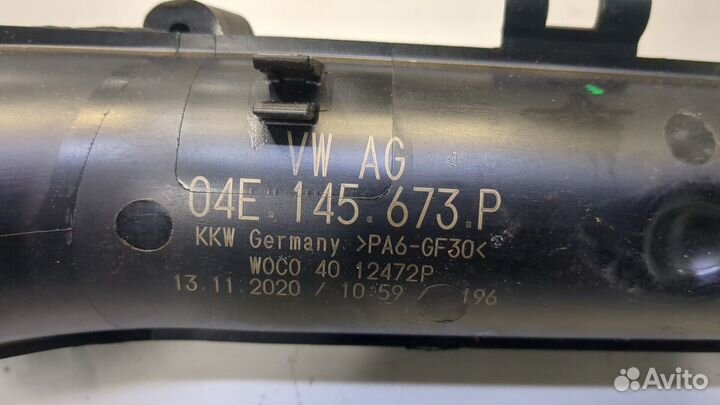 VW AG
04E.145.673.P
KKW Germany >PA6-GF30<
WOCO 40 12472P
13.11.2020 / 10:59 / 196
Avito